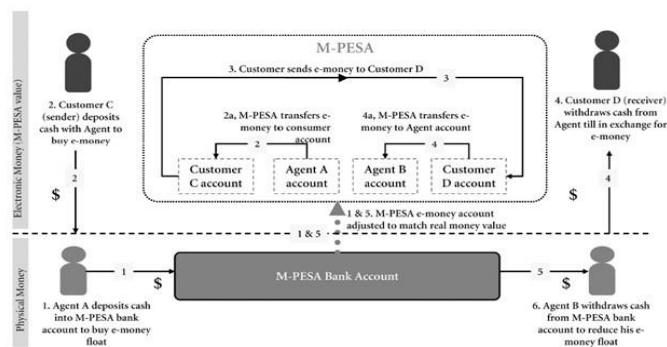 M-PESA
3. Customer sends e-money to Customer D
3
2. Customer C
(sender) deposits
cash with Agent to
buy e-money
2a, M-PESA transfers e-
money to consumer
account
4a, M-PESA transfers e-
money to Agent account
4. Customer D (receiver)
withdraws cash from
Agent till in exchange for
e-money
2
4
Customer
C account
Agent A
account
Agent B
account
Customer
D account
$
2
$
4
Electronic Money (M-PESA value)
1 & 5. M-PESA e-money account
adjusted to match real money value
1 & 5
Physical Money
1
$
M-PESA Bank Account
5
$
1. Agent A deposits cash
into M-PESA bank
account to buy e-money
float
6. Agent B withdraws cash
from M-PESA bank
account to reduce his e-
money float